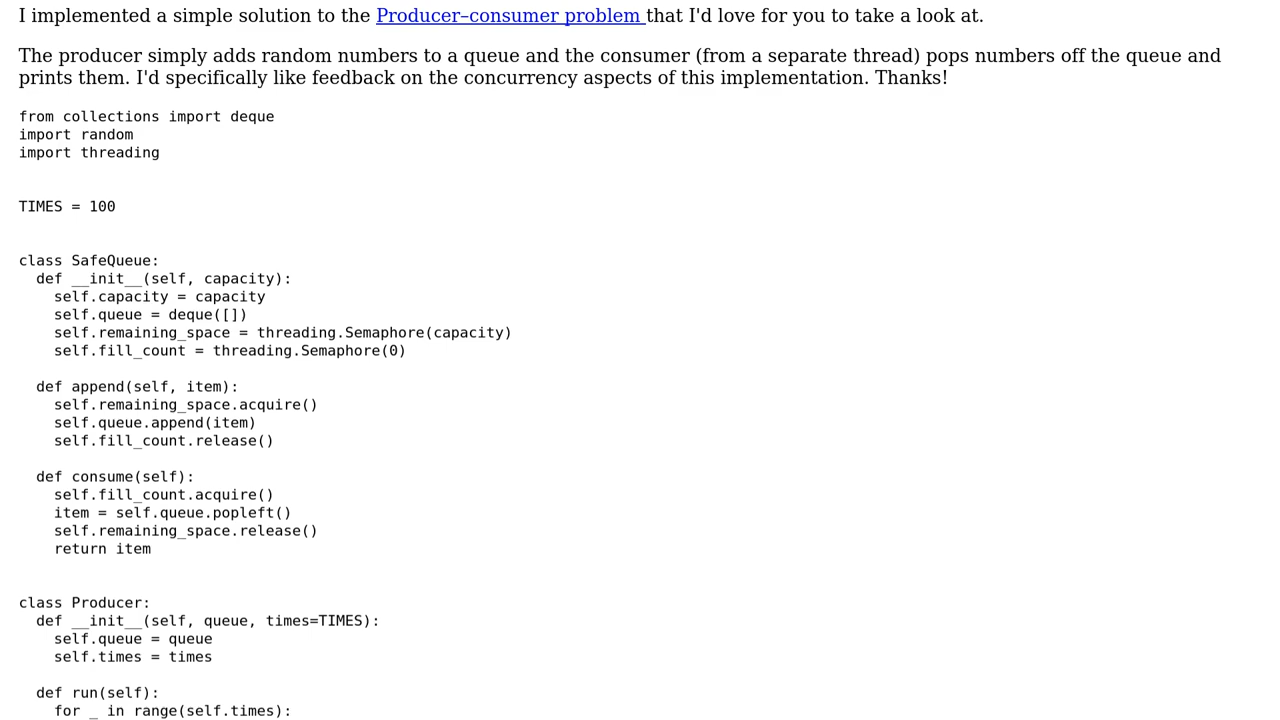 I implemented a simple solution to the Producer–consumer problem that I'd love for you to take a look at.
The producer simply adds random numbers to a queue and the consumer (from a separate thread) pops numbers off the queue and
prints them. I'd specifically like feedback on the concurrency aspects of this implementation. Thanks!
from collections import deque
import random
import threading
TIMES = 100
class SafeQueue:
  def __init__(self, capacity):
    self.capacity = capacity
    self.queue = deque([])
    self.remaining_space = threading.Semaphore(capacity)
    self.fill_count = threading.Semaphore(0)
  def append(self, item):
    self.remaining_space.acquire()
    self.queue.append(item)
    self.fill_count.release()
  def consume(self):
    self.fill_count.acquire()
    item = self.queue.popleft()
    self.remaining_space.release()
    return item
class Producer:
  def __init__(self, queue, times=TIMES):
    self.queue = queue
    self.times = times
  def run(self):
    for _ in range(self.times):